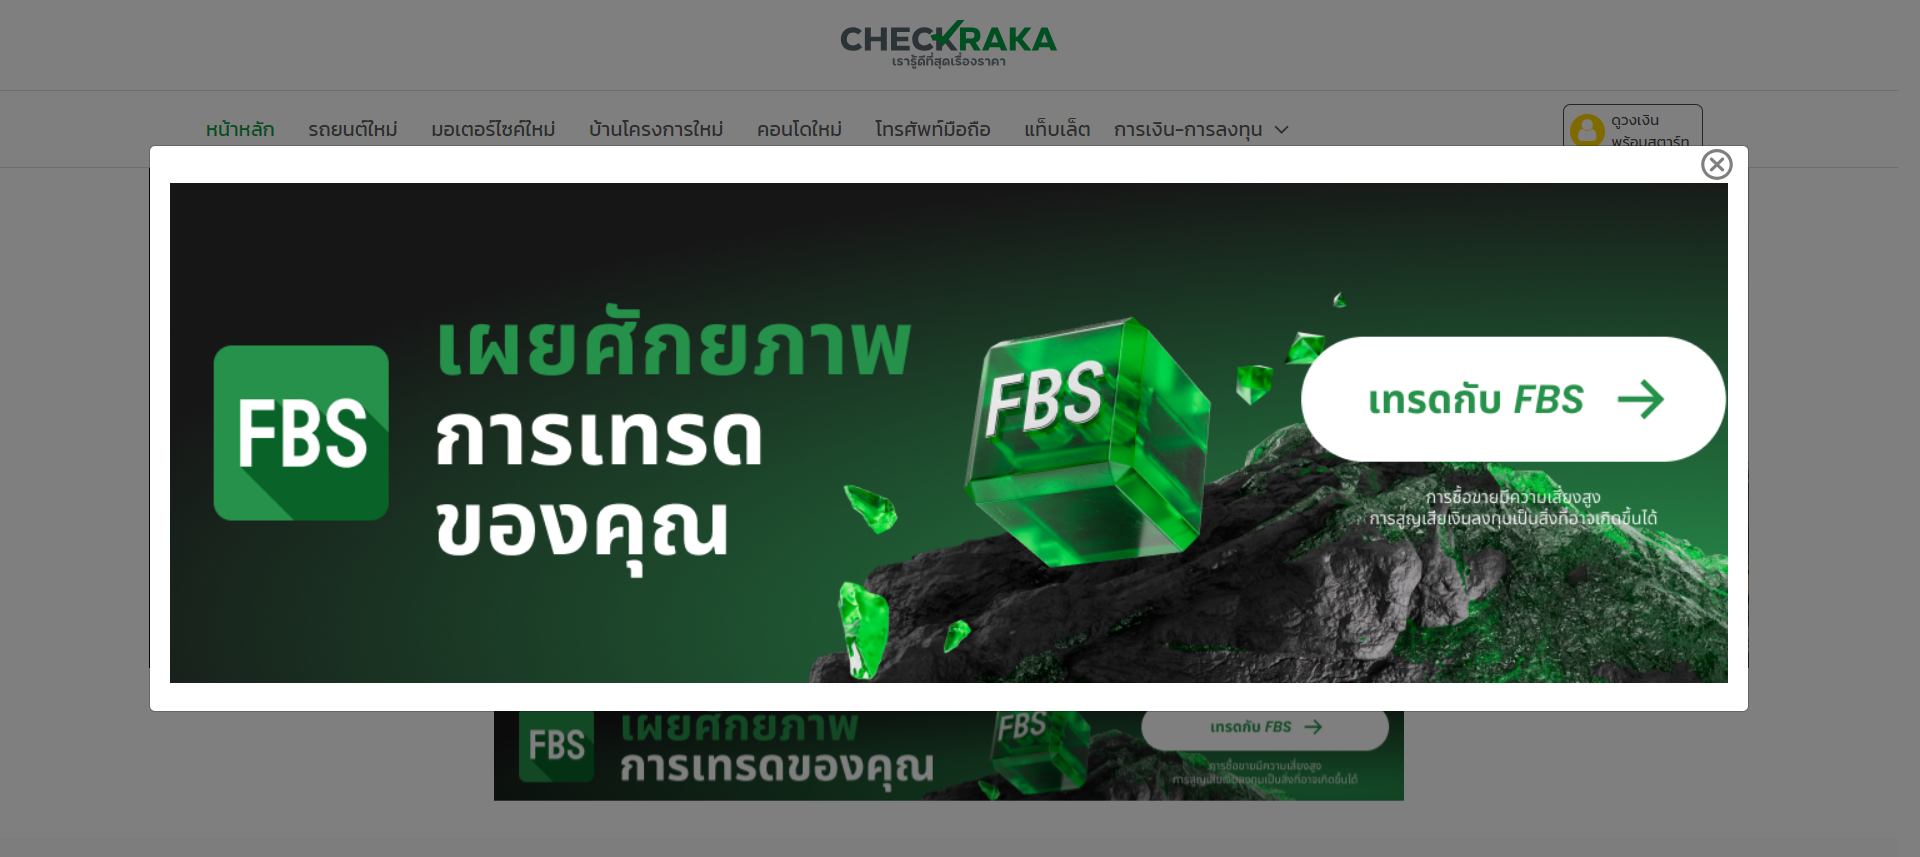 CHECKRAKA
เรารู้ดีที่สุดเรื่องราคา
หน้าหลัก รถยนต์ใหม่ มอเตอร์ไซค์ใหม่ บ้านโครงการใหม่ คอนโดใหม่ โทรศัพท์มือถือ แท็บเล็ต การเงิน-การลงทุน
ดูวงเงิน
พร้อมสตาร์ท
FBS
เผยศักยภาพ
การเทรด
ของคุณ
FBS
เทรดกับ FBS
การซื้อขายมีความเสี่ยงสูง
การสูญเสียเงินลงทุนเป็นสิ่งที่อาจเกิดขึ้นได้
FBS
เผยศักยภาพ
การเทรดของคุณ
FBS
เทรดกับ FBS
การซื้อขายมีความเสี่ยงสูง
การสูญเสียเงินลงทุนเป็นสิ่งที่อาจเกิดขึ้นได้